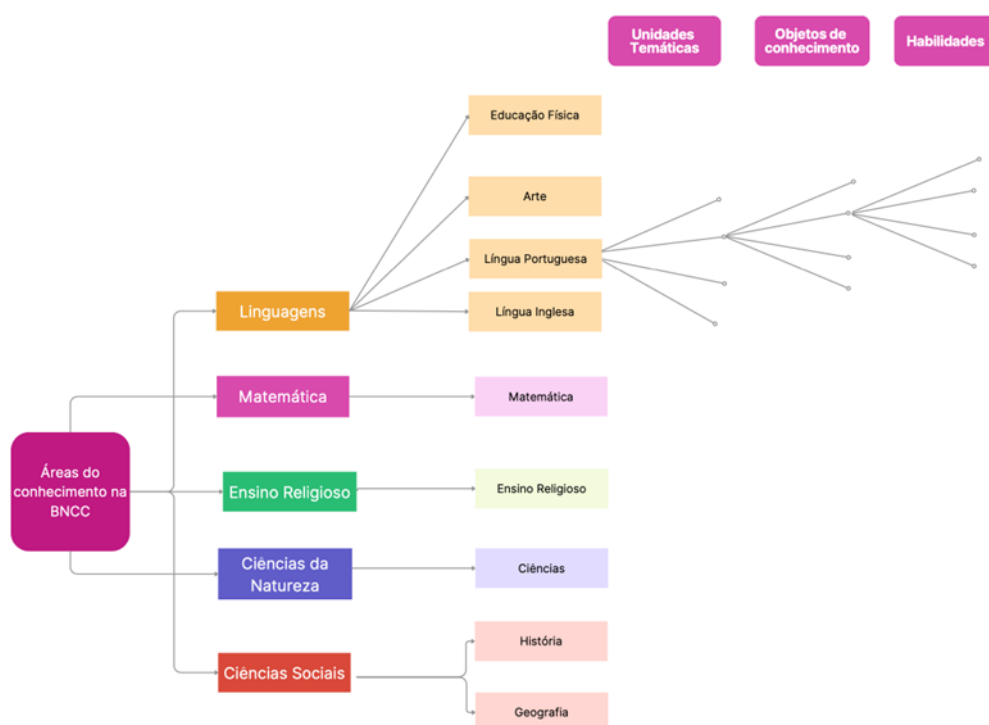 Unidades
Temáticas
Objetos de
conhecimento
Habilidades
Educação Física
Arte
Língua Portuguesa
Linguagens
Língua Inglesa
Matemática
Matemática
Áreas do
conhecimento na
BNCC
Ensino Religioso
Ensino Religioso
Ciências da
Natureza
Ciências
História
Ciências Sociais
Geografia